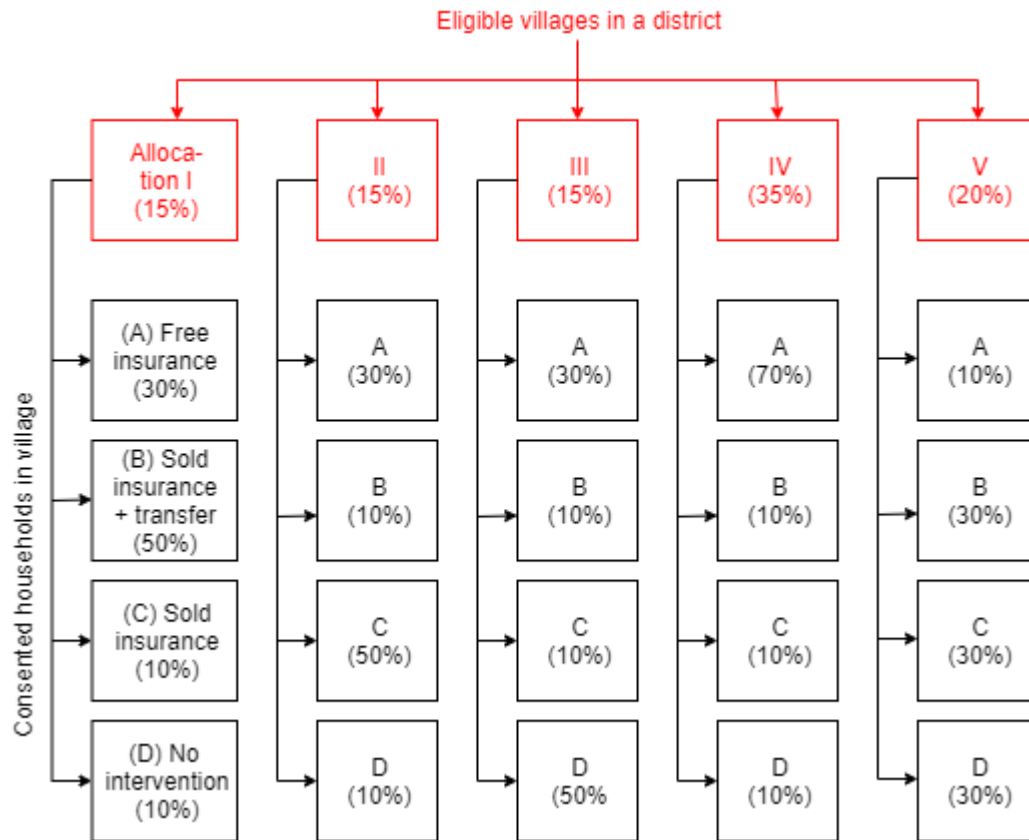 Eligible villages in a district
Alloca-
tion I
(15%)
II
(15%)
III
(15%)
IV
(35%)
V
(20%)
Consented households in village
(A) Free
insurance
(30%)
A
(30%)
A
(30%)
A
(70%)
A
(10%)
(B) Sold
insurance
+ transfer
(50%)
B
(10%)
B
(10%)
B
(10%)
B
(30%)
(C) Sold
insurance
(10%)
C
(50%)
C
(10%)
C
(10%)
C
(30%)
(D) No
intervention
(10%)
D
(10%)
D
(50%
D
(10%)
D
(30%)